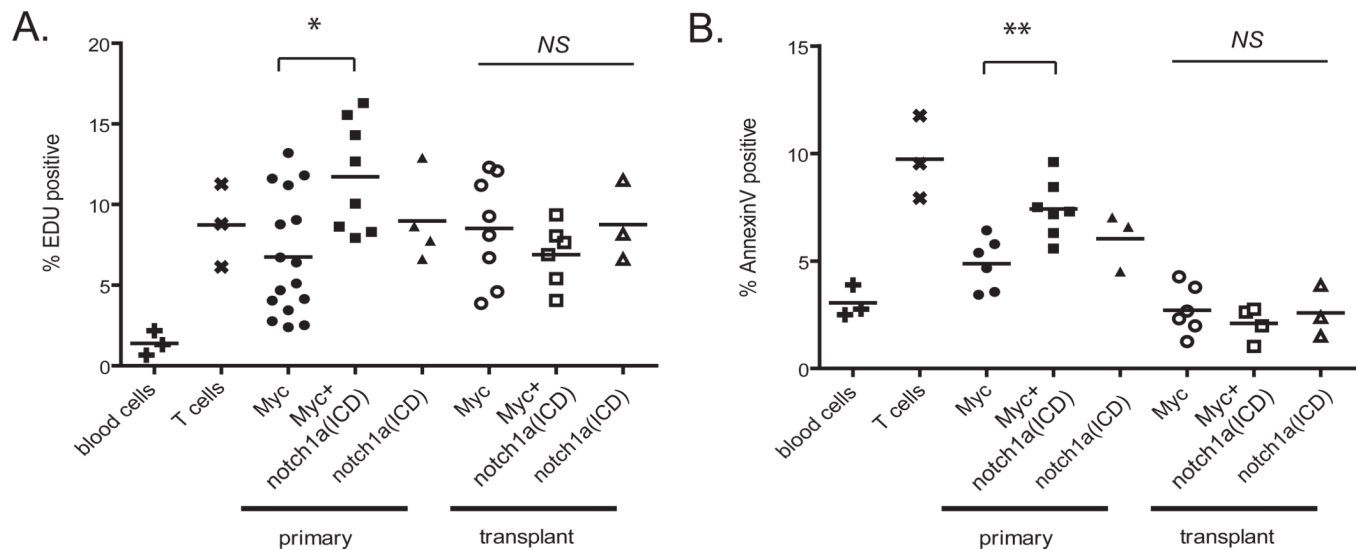 A.
20
15
10
5
0
% EDU positive
*
NS
blood cells
T cells
Myc
Myc+
notch1a(ICD)
notch1a(ICD)
Myc
Myc+
notch1a(ICD)
notch1a(ICD)
primary
transplant
B.
15
10
5
0
% AnnexinV positive
**
NS
blood cells
T cells
Myc
Myc+
notch1a(ICD)
notch1a(ICD)
Myc
Myc+
notch1a(ICD)
notch1a(ICD)
primary
transplant